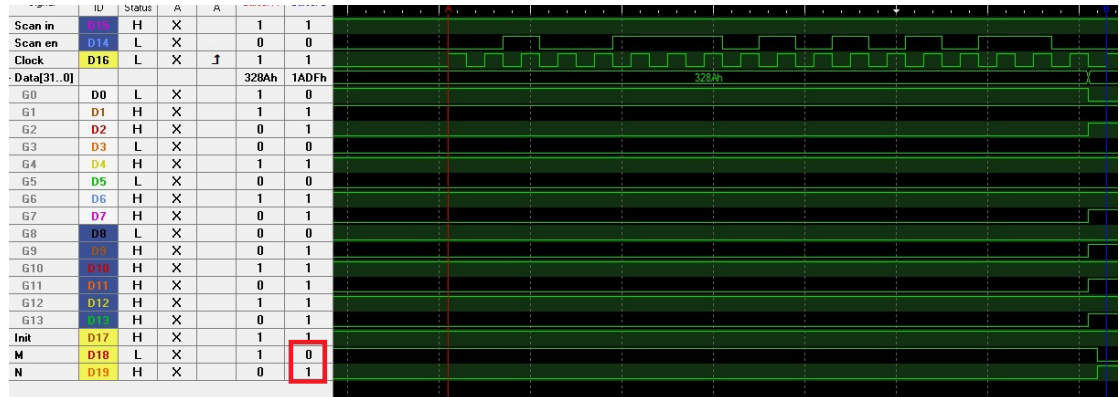 ID Status A A
Scan in D15 H X 1 1
Scan en D14 L X 0 0
Clock D16 L X 1 1
- Data[31..0] 328Ah 1ADFh 328Ah
G0 D0 L X 1 0
G1 D1 H X 1 1
G2 D2 H X 0 1
G3 D3 L X 0 0
G4 D4 H X 1 1
G5 D5 L X 0 0
G6 D6 H X 1 1
G7 D7 H X 0 1
G8 D8 L X 0 0
G9 D9 H X 0 1
G10 D10 H X 1 1
G11 D11 H X 0 1
G12 D12 H X 1 1
G13 D13 H X 0 1
Init D17 H X 1 1
M D18 L X 1 0
N D19 H X 0 1